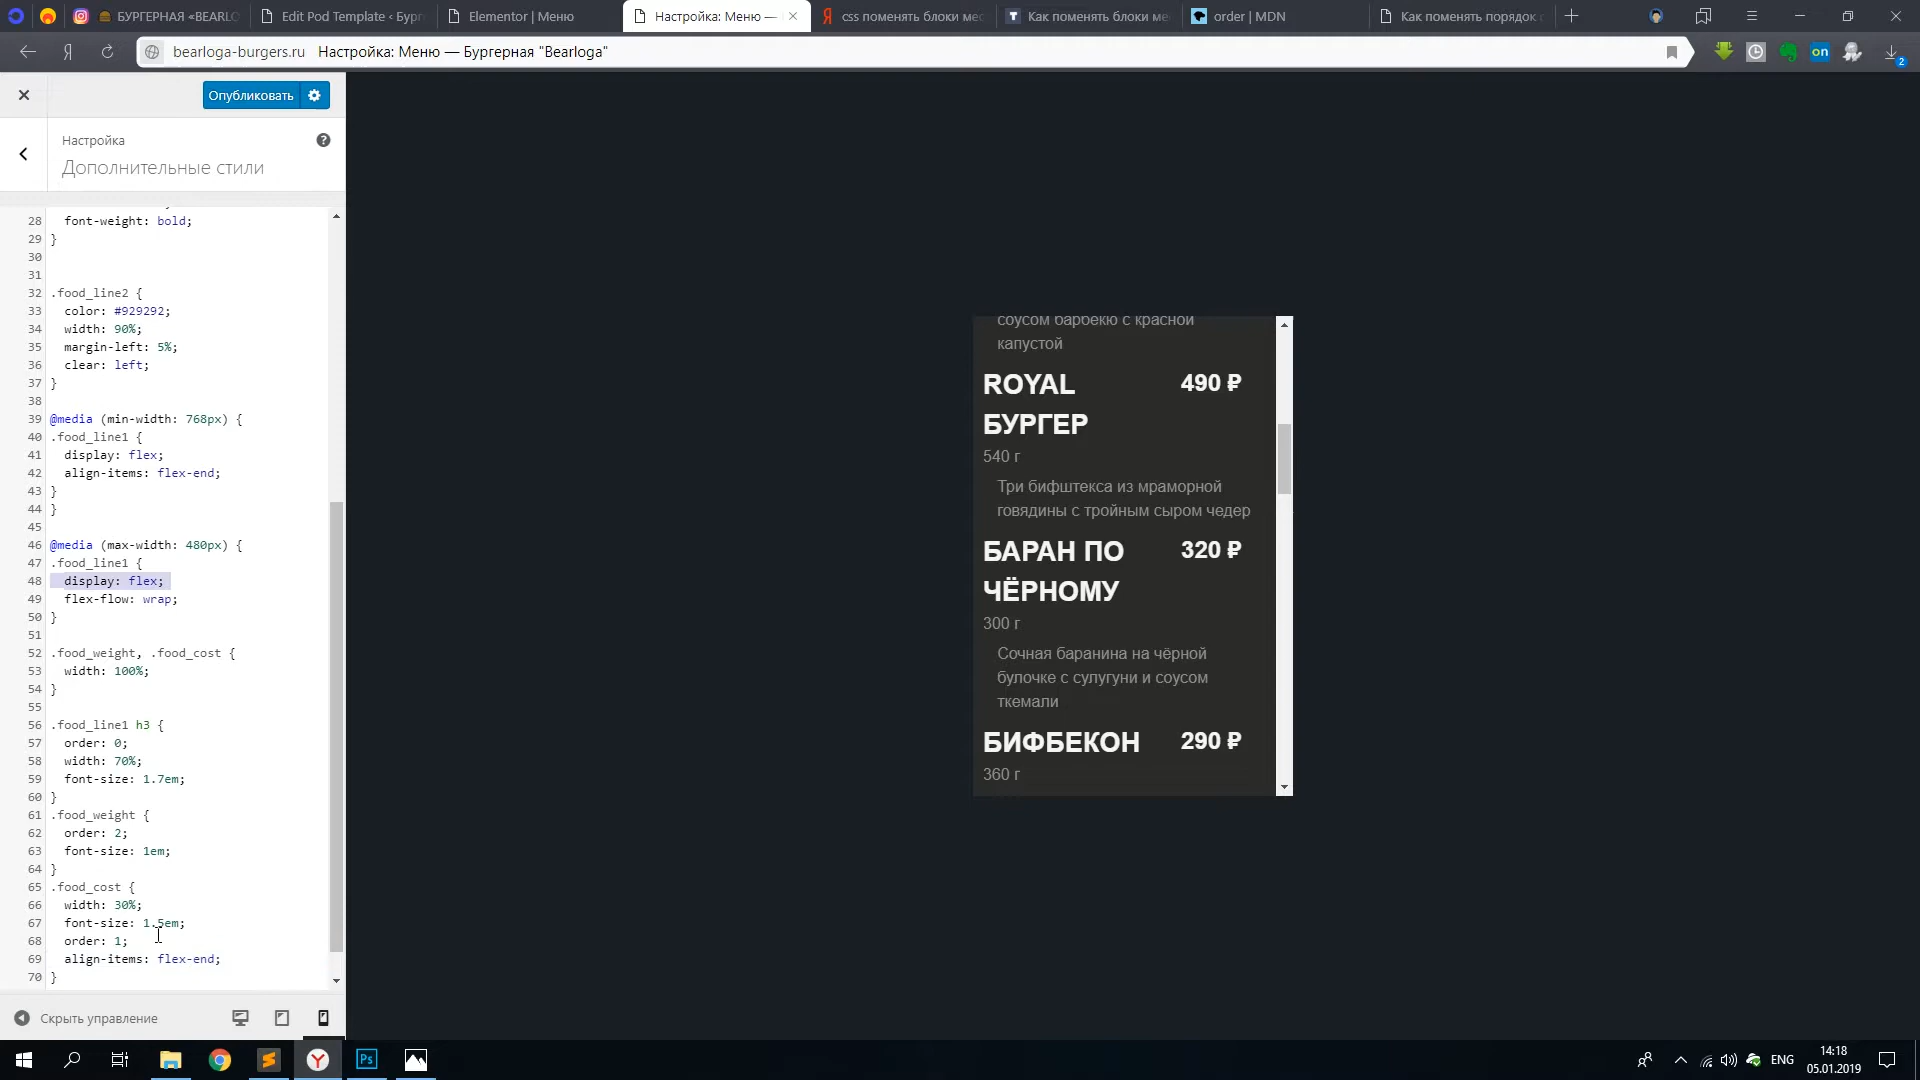 БУРГЕРНАЯ «BEARLO
Edit Pod Template ‹ Бург
Elementor | Меню
Настройка: Меню —
css поменять блоки мес
Как поменять блоки ме
order | MDN
Как поменять порядок
bearloga-burgers.ru Настройка: Меню — Бургерная "Bearloga"
on
2
Опубликовать
Настройка
Дополнительные стили
28 font-weight: bold;
29 }
30
31
32 .food_line2 {
33 color: #929292;
34 width: 90%;
35 margin-left: 5%;
36 clear: left;
37 }
38
39 @media (min-width: 768px) {
40 .food_line1 {
41 display: flex;
42 align-items: flex-end;
43 }
44 }
45
46 @media (max-width: 480px) {
47 .food_line1 {
48 display: flex;
49 flex-flow: wrap;
50 }
51
52 .food_weight, .food_cost {
53 width: 100%;
54 }
55
56 .food_line1 h3 {
57 order: 0;
58 width: 70%;
59 font-size: 1.7em;
60 }
61 .food_weight {
62 order: 2;
63 font-size: 1em;
64 }
65 .food_cost {
66 width: 30%;
67 font-size: 1.5em;
68 order: 1;
69 align-items: flex-end;
70 }
Скрыть управление
соусом барбекю с красной
капустой
ROYAL 490 ₽
БУРГЕР
540 г
Три бифштекса из мраморной
говядины с тройным сыром чедер
БАРАН ПО 320 ₽
ЧЁРНОМУ
300 г
Сочная баранина на чёрной
булочке с сулугуни и соусом
ткемали
БИФБЕКОН 290 ₽
360 г
Ps
ENG
14:18
05.01.2019